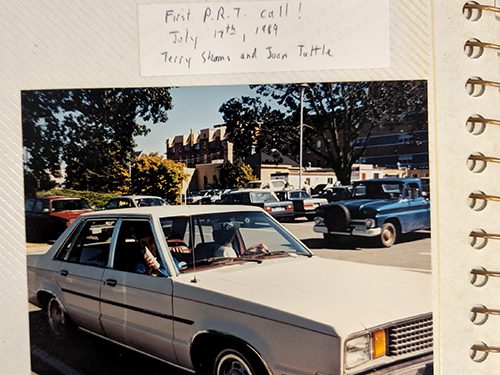 First P.R.T. call!
July 17th, 1989
Terry Stearns and Joan Tuttle